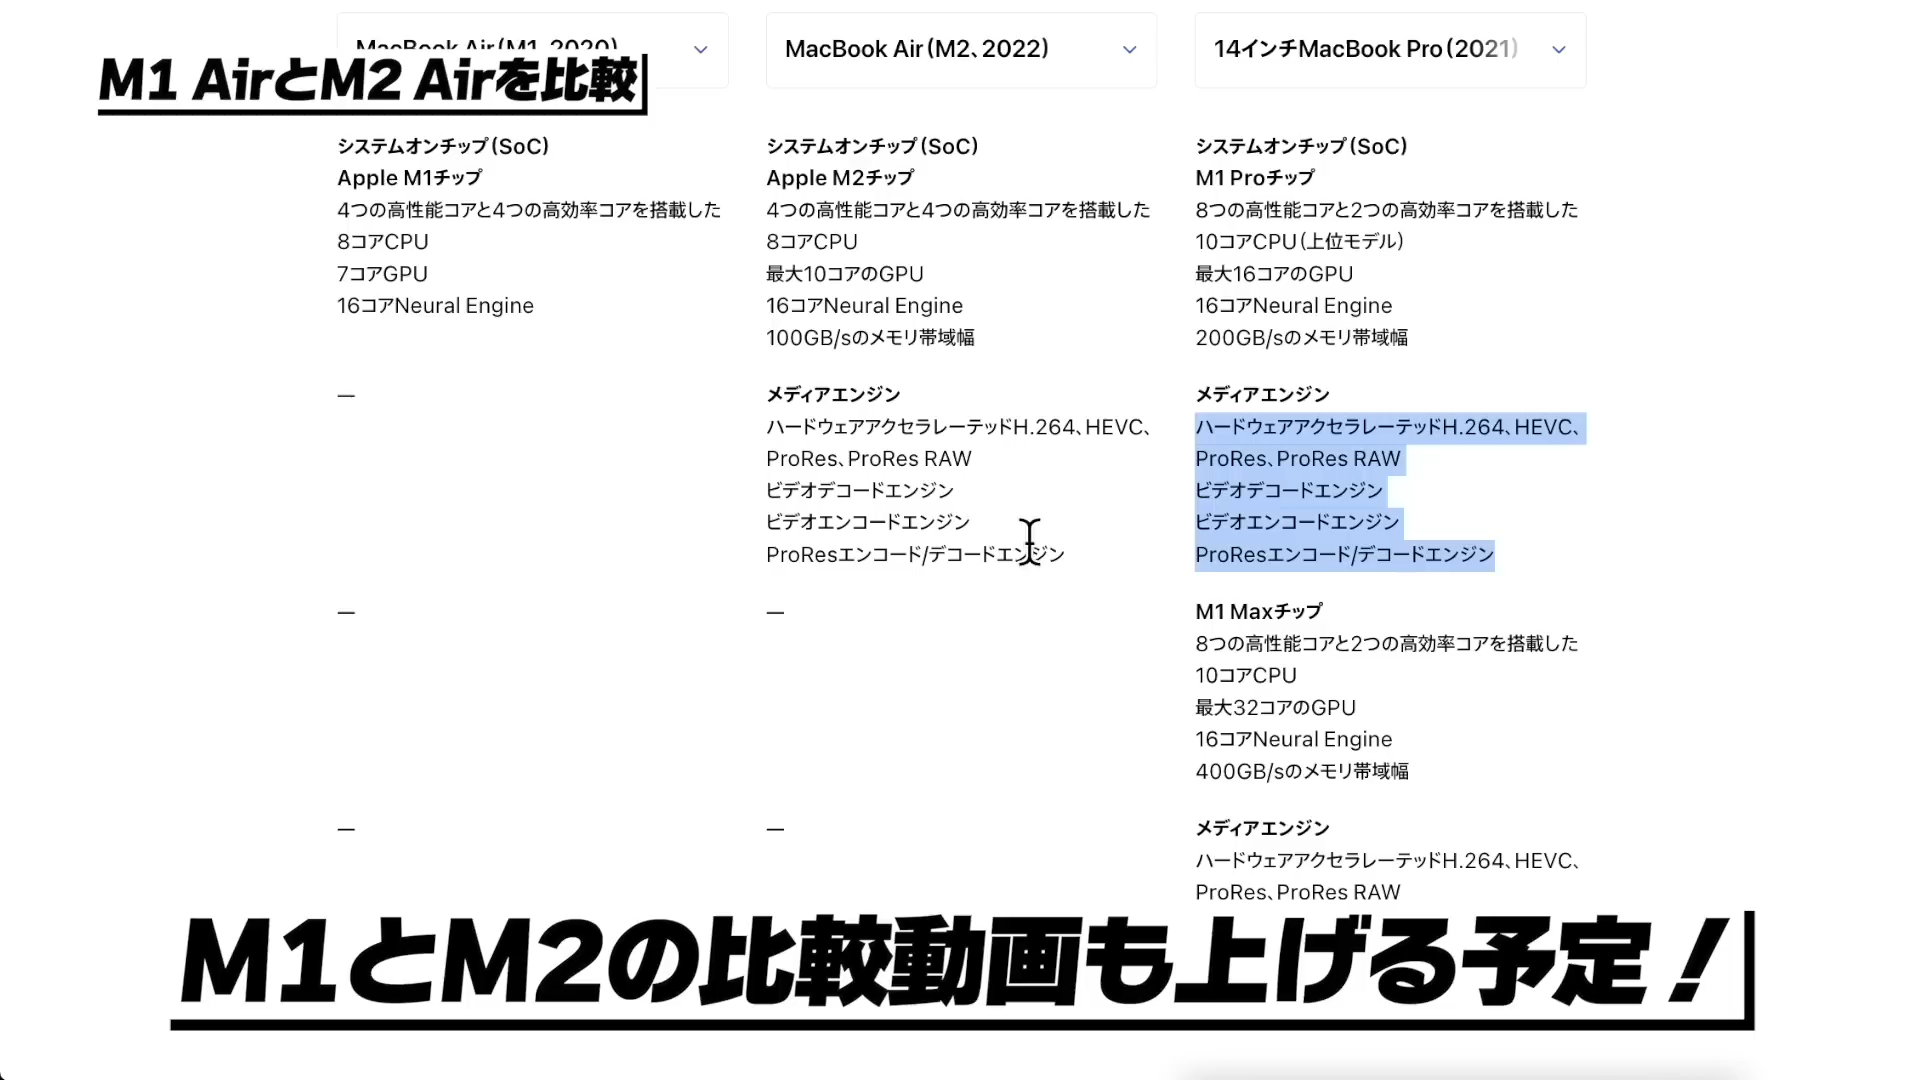 MacBook Air (M1、2020)
MacBook Air (M2、2022)
14インチMacBook Pro (2021)
M1 AirとM2 Airを比較
システムオンチップ (SoC)
Apple M1チップ
4つの高性能コアと4つの高効率コアを搭載した
8コアCPU
7コアGPU
16コアNeural Engine
—
—
—
システムオンチップ (SoC)
Apple M2チップ
4つの高性能コアと4つの高効率コアを搭載した
8コアCPU
最大10コアのGPU
16コアNeural Engine
100GB/sのメモリ帯域幅
メディアエンジン
ハードウェアアクセラレーテッドH.264、HEVC、
ProRes、ProRes RAW
ビデオデコードエンジン
ビデオエンコードエンジン
ProResエンコード/デコードエンジン
—
—
システムオンチップ (SoC)
M1 Proチップ
8つの高性能コアと2つの高効率コアを搭載した
10コアCPU (上位モデル)
最大16コアのGPU
16コアNeural Engine
200GB/sのメモリ帯域幅
メディアエンジン
ハードウェアアクセラレーテッドH.264、HEVC、
ProRes、ProRes RAW
ビデオデコードエンジン
ビデオエンコードエンジン
ProResエンコード/デコードエンジン
M1 Maxチップ
8つの高性能コアと2つの高効率コアを搭載した
10コアCPU
最大32コアのGPU
16コアNeural Engine
400GB/sのメモリ帯域幅
メディアエンジン
ハードウェアアクセラレーテッドH.264、HEVC、
ProRes、ProRes RAW
M1とM2の比較動画も上げる予定！